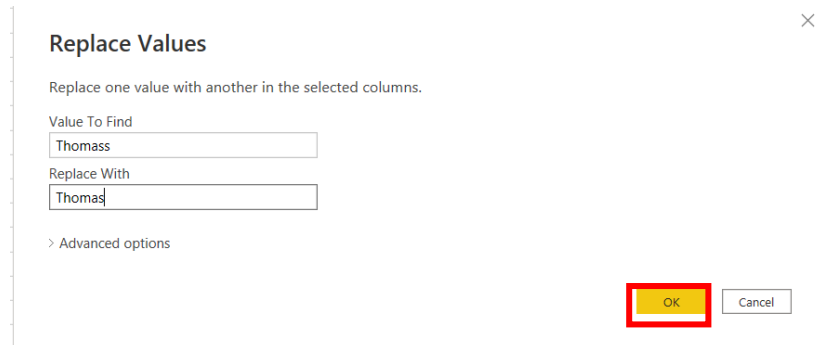 Replace Values
Replace one value with another in the selected columns.
Value To Find
Thomass
Replace With
Thomas
Advanced options
OK Cancel